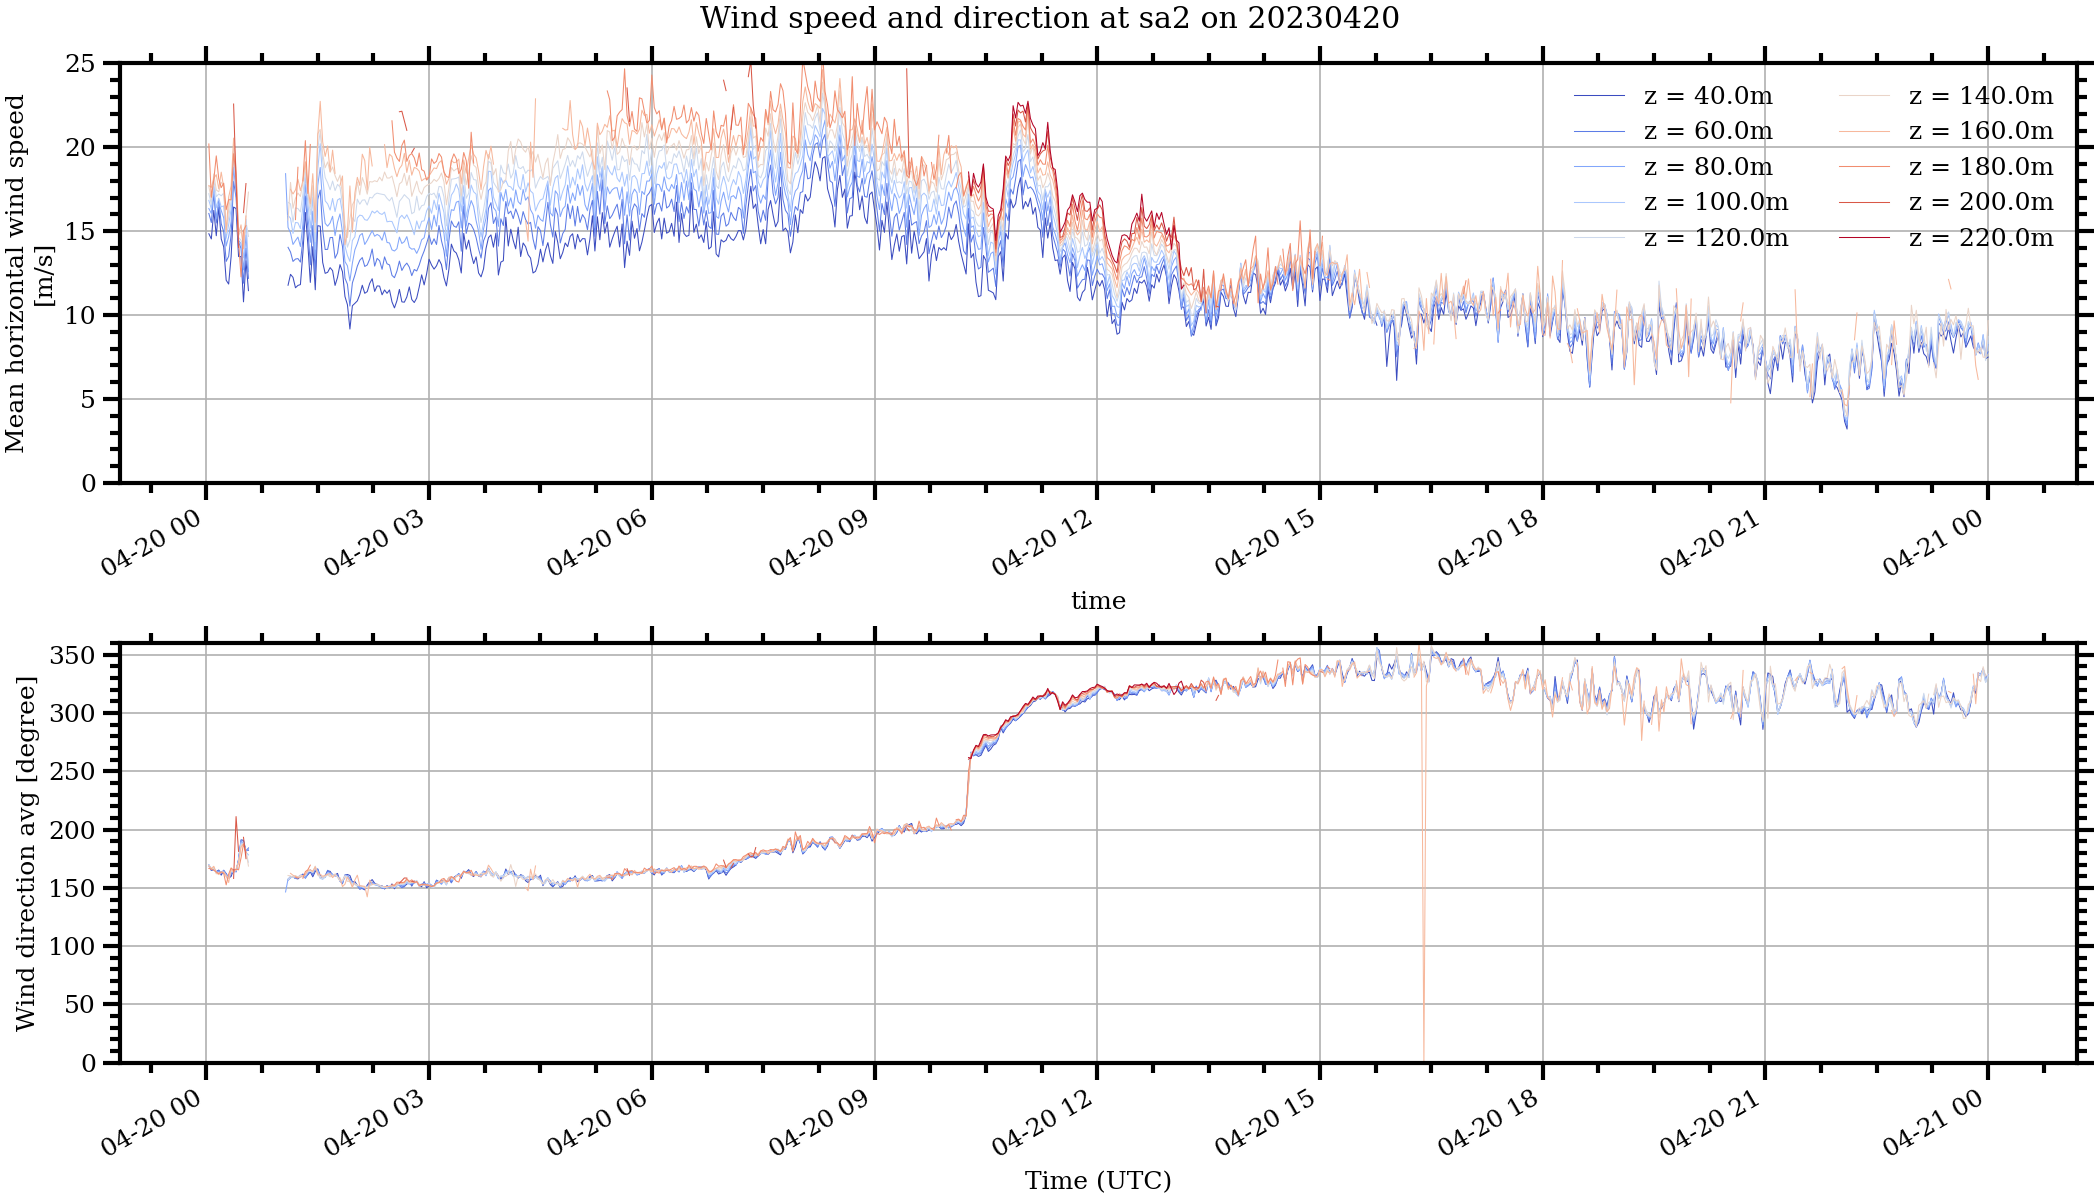 Wind speed and direction at sa2 on 20230420
Mean horizontal wind speed
[m/s]
25
20
15
10
5
0
z = 40.0m
z = 60.0m
z = 80.0m
z = 100.0m
z = 120.0m
z = 140.0m
z = 160.0m
z = 180.0m
z = 200.0m
z = 220.0m
04-20 00
04-20 03
04-20 06
04-20 09
04-20 12
04-20 15
04-20 18
04-20 21
04-21 00
time
Wind direction avg [degree]
350
300
250
200
150
100
50
0
04-20 00
04-20 03
04-20 06
04-20 09
04-20 12
04-20 15
04-20 18
04-20 21
04-21 00
Time (UTC)